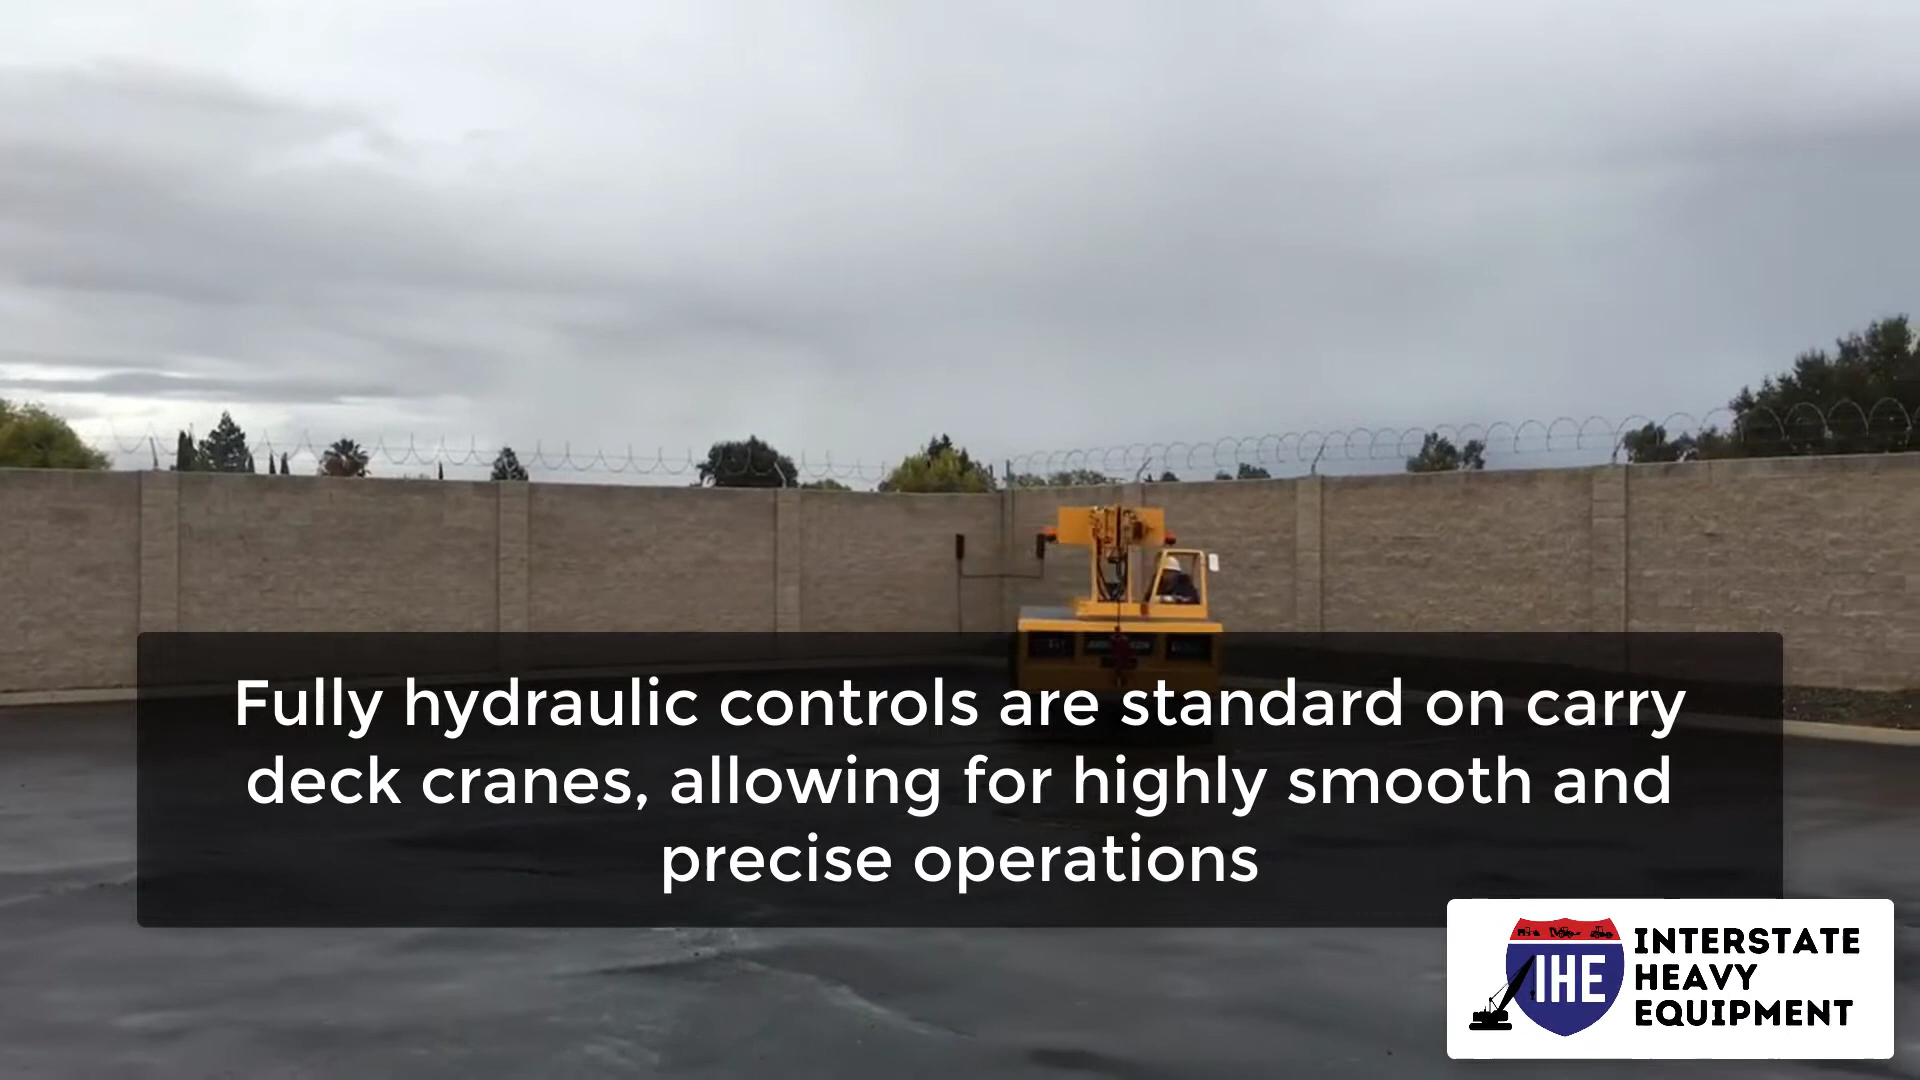 Fully hydraulic controls are standard on carry
deck cranes, allowing for highly smooth and
precise operations
IHE
INTERSTATE
HEAVY
EQUIPMENT